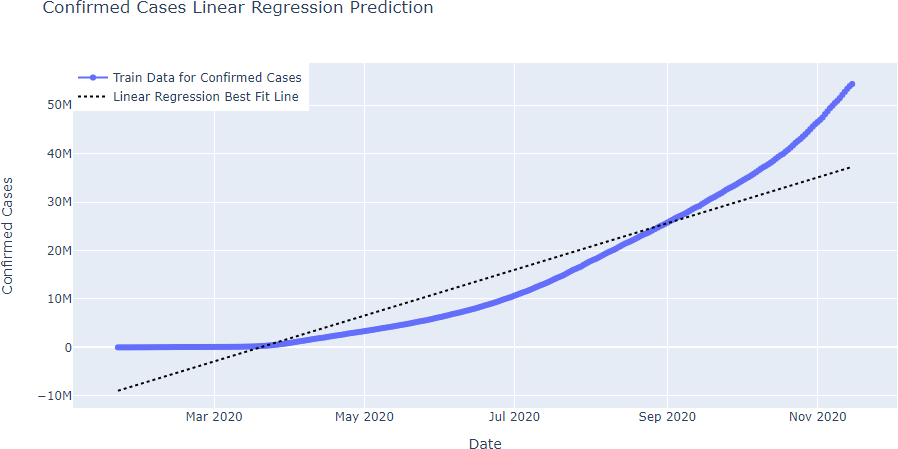 Confirmed Cases Linear Regression Prediction
Train Data for Confirmed Cases
Linear Regression Best Fit Line
50M
40M
30M
20M
10M
0
−10M
Confirmed Cases
Mar 2020
May 2020
Jul 2020
Sep 2020
Nov 2020
Date